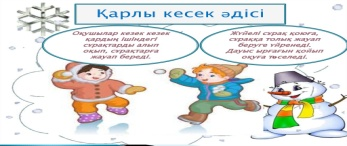 Қарлы кесек әдісі
Оқушылар кезек кезек
қардың ішіндегі
сұрақтарды алып
оқып, сұрақтарға
жауап береді.
Жүйелі сұрақ қоюға,
сұраққа толық жауап
беруге үйренеді.
Дауыс ырғағын қойып
оқуға төселеді.